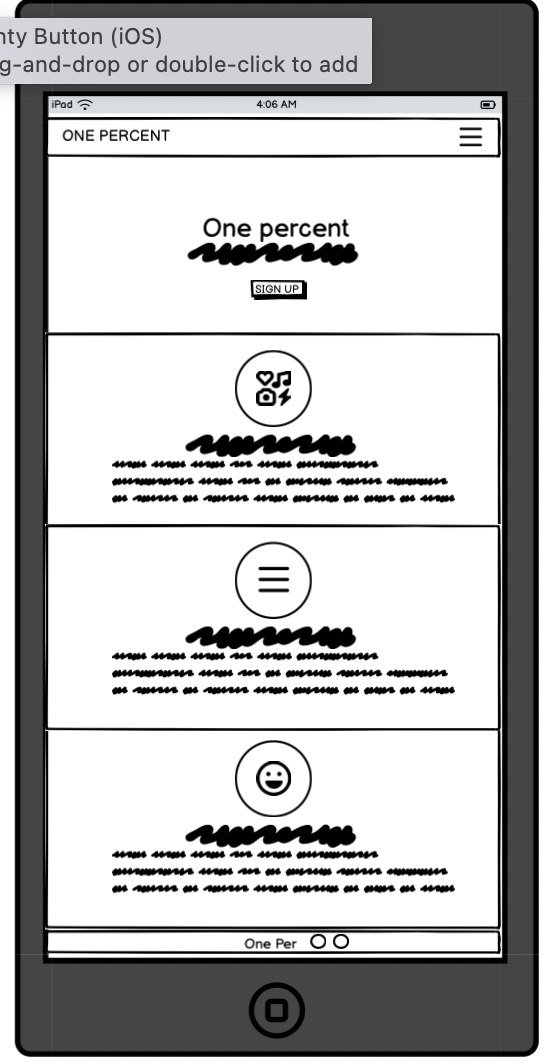 nty Button (iOS)
g-and-drop or double-click to add
iPad 4:06 AM
ONE PERCENT
One percent
SIGN UP
One Per